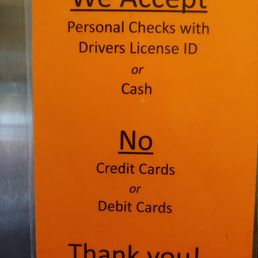 We Accept
Personal Checks with
Drivers License ID
or
Cash
No
Credit Cards
or
Debit Cards
Thank you!